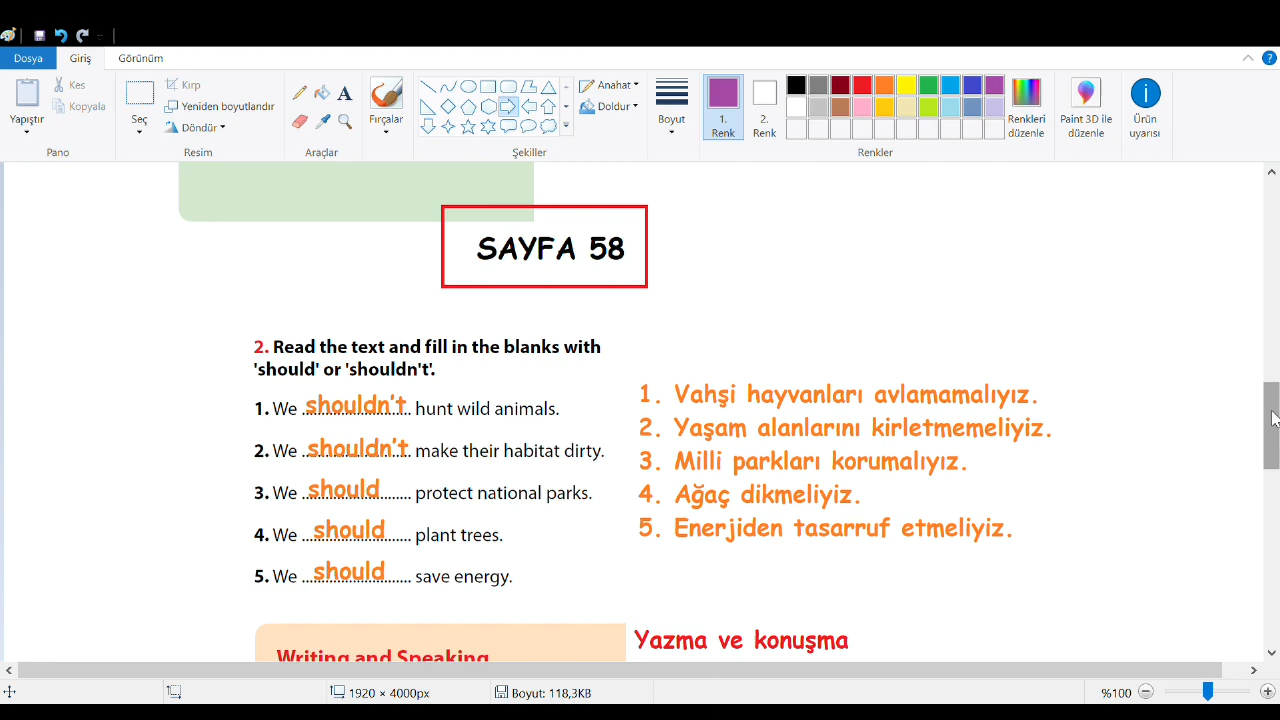 Dosya Giriş Görünüm
Yapıştır
Kes
Kopyala
Pano
Seç
Kırp
Yeniden boyutlandır
Döndür
Resim
Araçlar
Fırçalar
Şekiller
Anahat
Doldur
Boyut
1. Renk
2. Renk
Renkler
Renkleri düzenle
Paint 3D ile düzenle
Ürün uyarısı
SAYFA 58
2. Read the text and fill in the blanks with
'should' or 'shouldn't'.
1. We shouldn't hunt wild animals.
2. We shouldn't make their habitat dirty.
3. We should protect national parks.
4. We should plant trees.
5. We should save energy.
1. Vahşi hayvanları avlamamalıyız.
2. Yaşam alanlarını kirletmemeliyiz.
3. Milli parkları korumalıyız.
4. Ağaç dikmeliyiz.
5. Enerjiden tasarruf etmeliyiz.
Writing and Speaking
Yazma ve konuşma
1920 × 4000px
Boyut: 118,3KB
%100